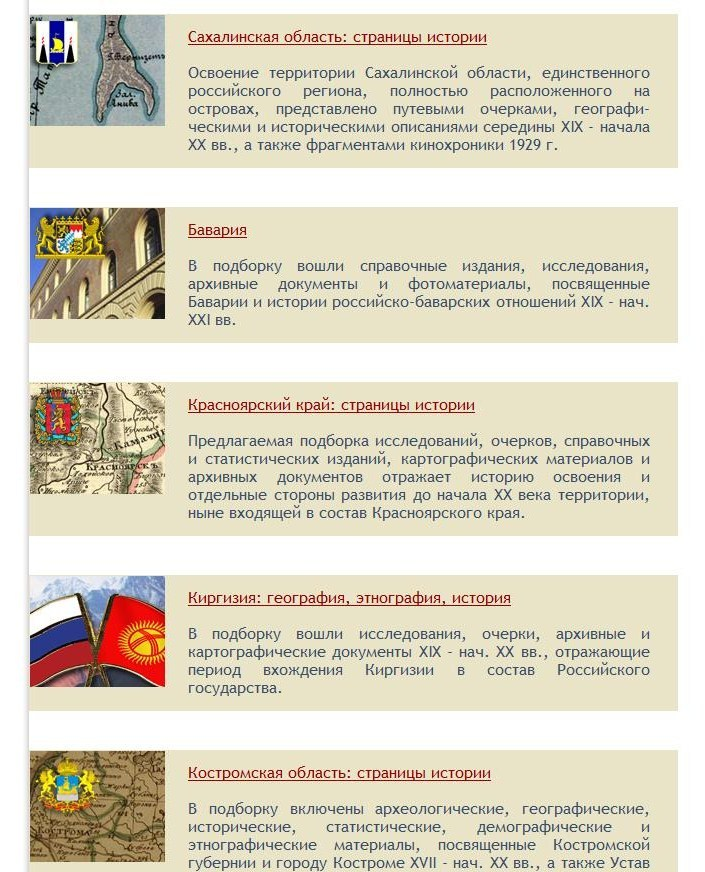 Сахалинская область: страницы истории
Освоение территории Сахалинской области, единственного
российского региона, полностью расположенного на
островах, представлено путевыми очерками, географи-
ческими и историческими описаниями середины XIX - начала
XX вв., а также фрагментами кинохроники 1929 г.
Бавария
В подборку вошли справочные издания, исследования,
архивные документы и фотоматериалы, посвященные
Баварии и истории российско-баварских отношений XIX - нач.
XXI вв.
Красноярский край: страницы истории
Предлагаемая подборка исследований, очерков, справочных
и статистических изданий, картографических материалов и
архивных документов отражает историю освоения и
отдельные стороны развития до начала XX века территории,
ныне входящей в состав Красноярского края.
КРАСНОЯРСКЪ
Киргизия: география, этнография, история
В подборку вошли исследования, очерки, архивные и
картографические документы XIX - нач. XX вв., отражающие
период вхождения Киргизии в состав Российского
государства.
Костромская область: страницы истории
В подборку включены археологические, географические,
исторические, статистические, демографические и
этнографические материалы, посвященные Костромской
губернии и городу Костроме XVII - нач. XX вв., а также Устав
КОСТРОМА